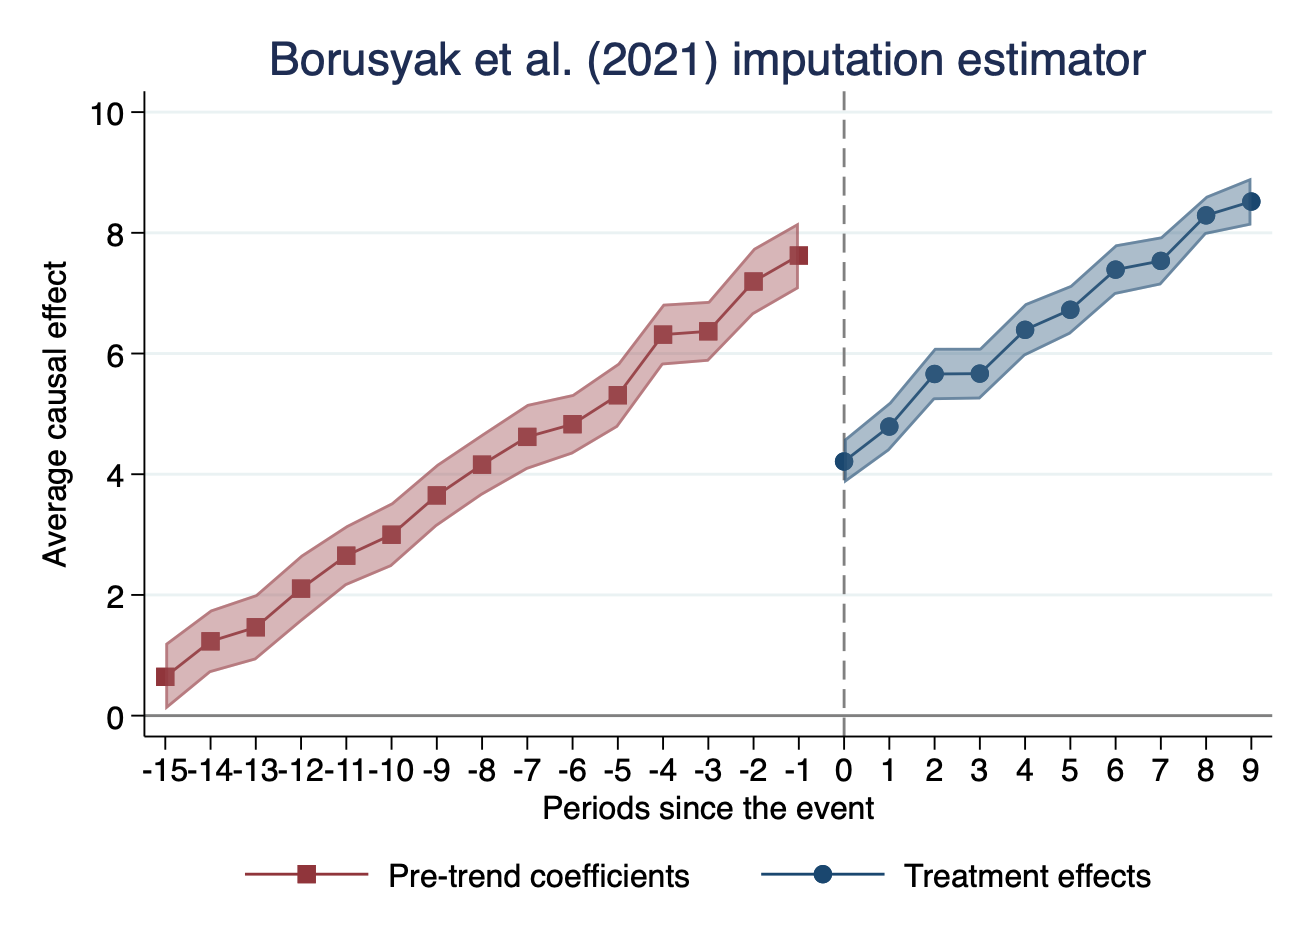 Borusyak et al. (2021) imputation estimator
Average causal effect
10
8
6
4
2
0
-15 -14 -13 -12 -11 -10 -9 -8 -7 -6 -5 -4 -3 -2 -1 0 1 2 3 4 5 6 7 8 9
Periods since the event
Pre-trend coefficients Treatment effects